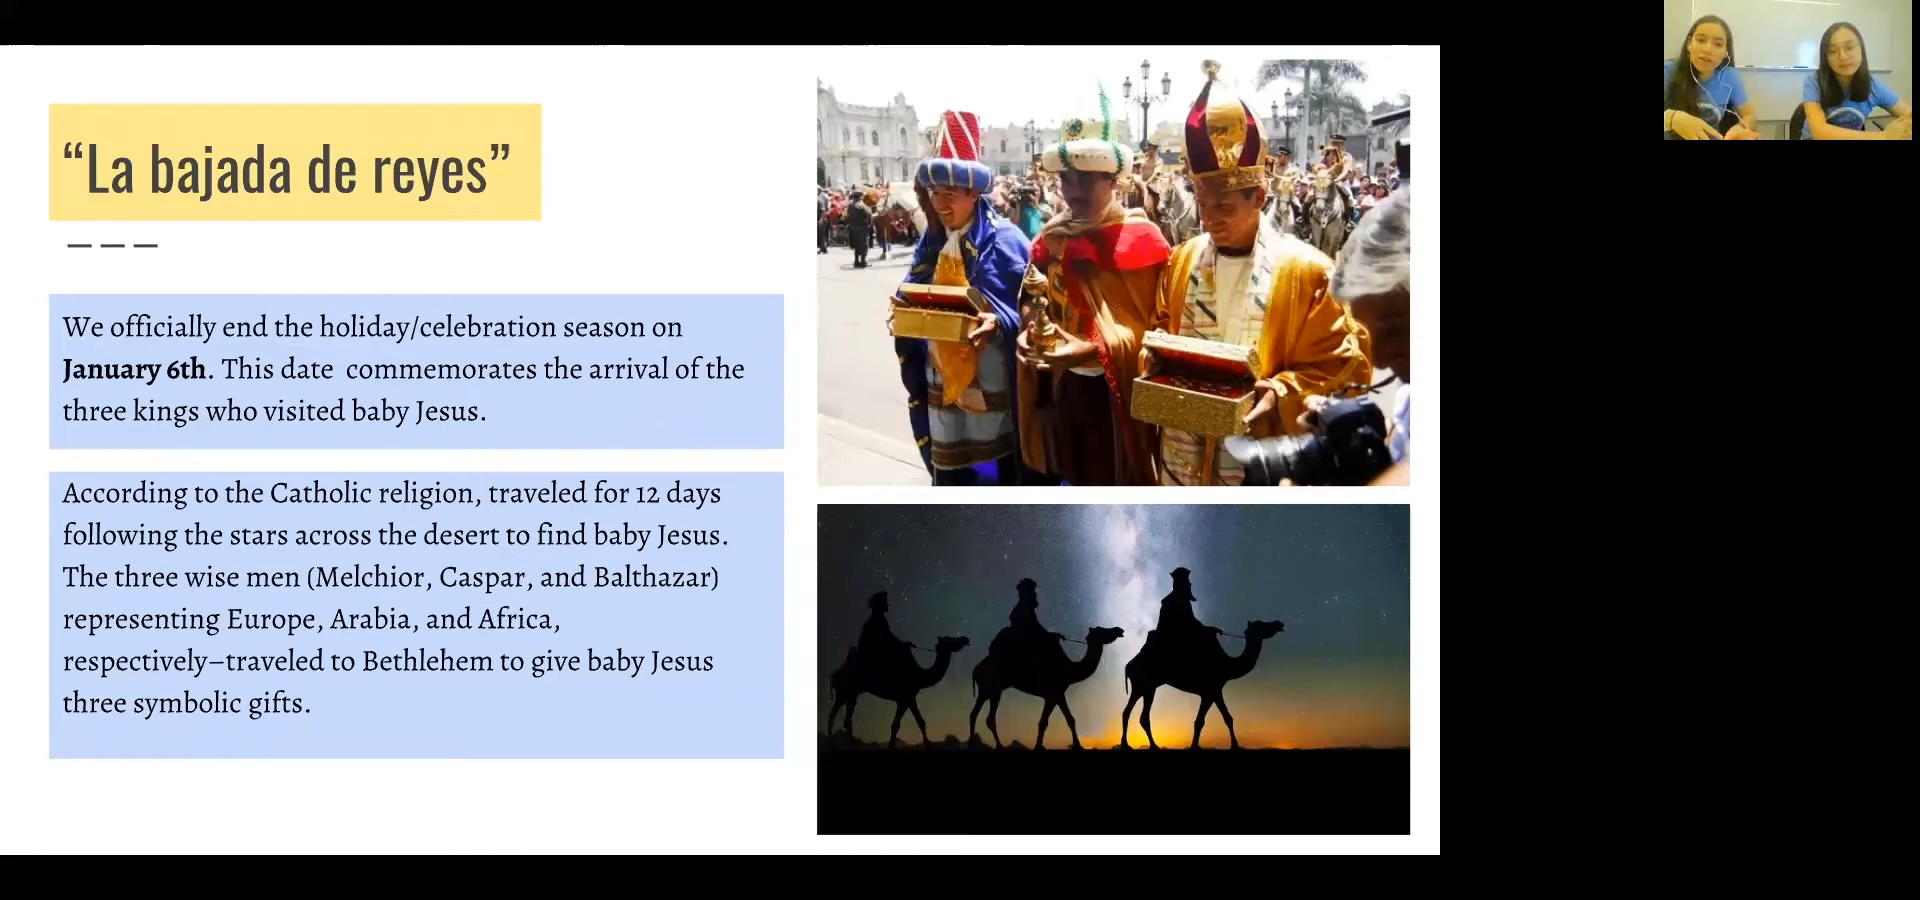 “La bajada de reyes”
We officially end the holiday/celebration season on
January 6th. This date commemorates the arrival of the
three kings who visited baby Jesus.
According to the Catholic religion, traveled for 12 days
following the stars across the desert to find baby Jesus.
The three wise men (Melchior, Caspar, and Balthazar)
representing Europe, Arabia, and Africa,
respectively–traveled to Bethlehem to give baby Jesus
three symbolic gifts.